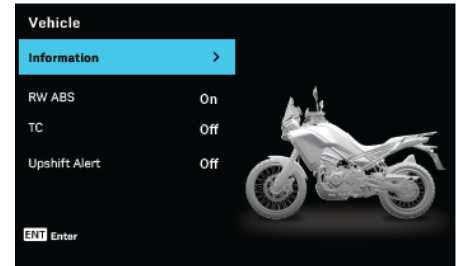 Vehicle
Information >
RW ABS On
TC Off
Upshift Alert Off
ENT Enter